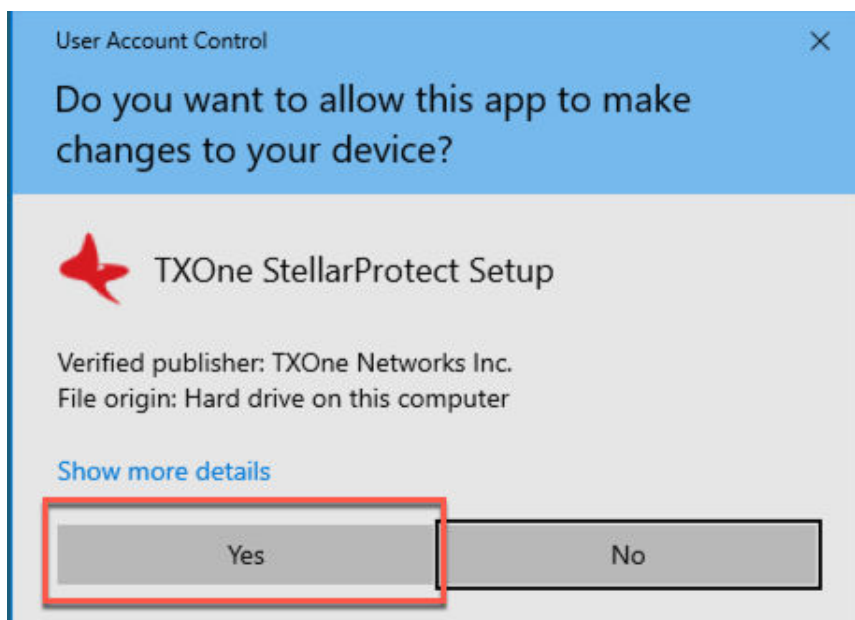 User Account Control
Do you want to allow this app to make
changes to your device?
TXOne StellarProtect Setup
Verified publisher: TXOne Networks Inc.
File origin: Hard drive on this computer
Show more details
Yes
No